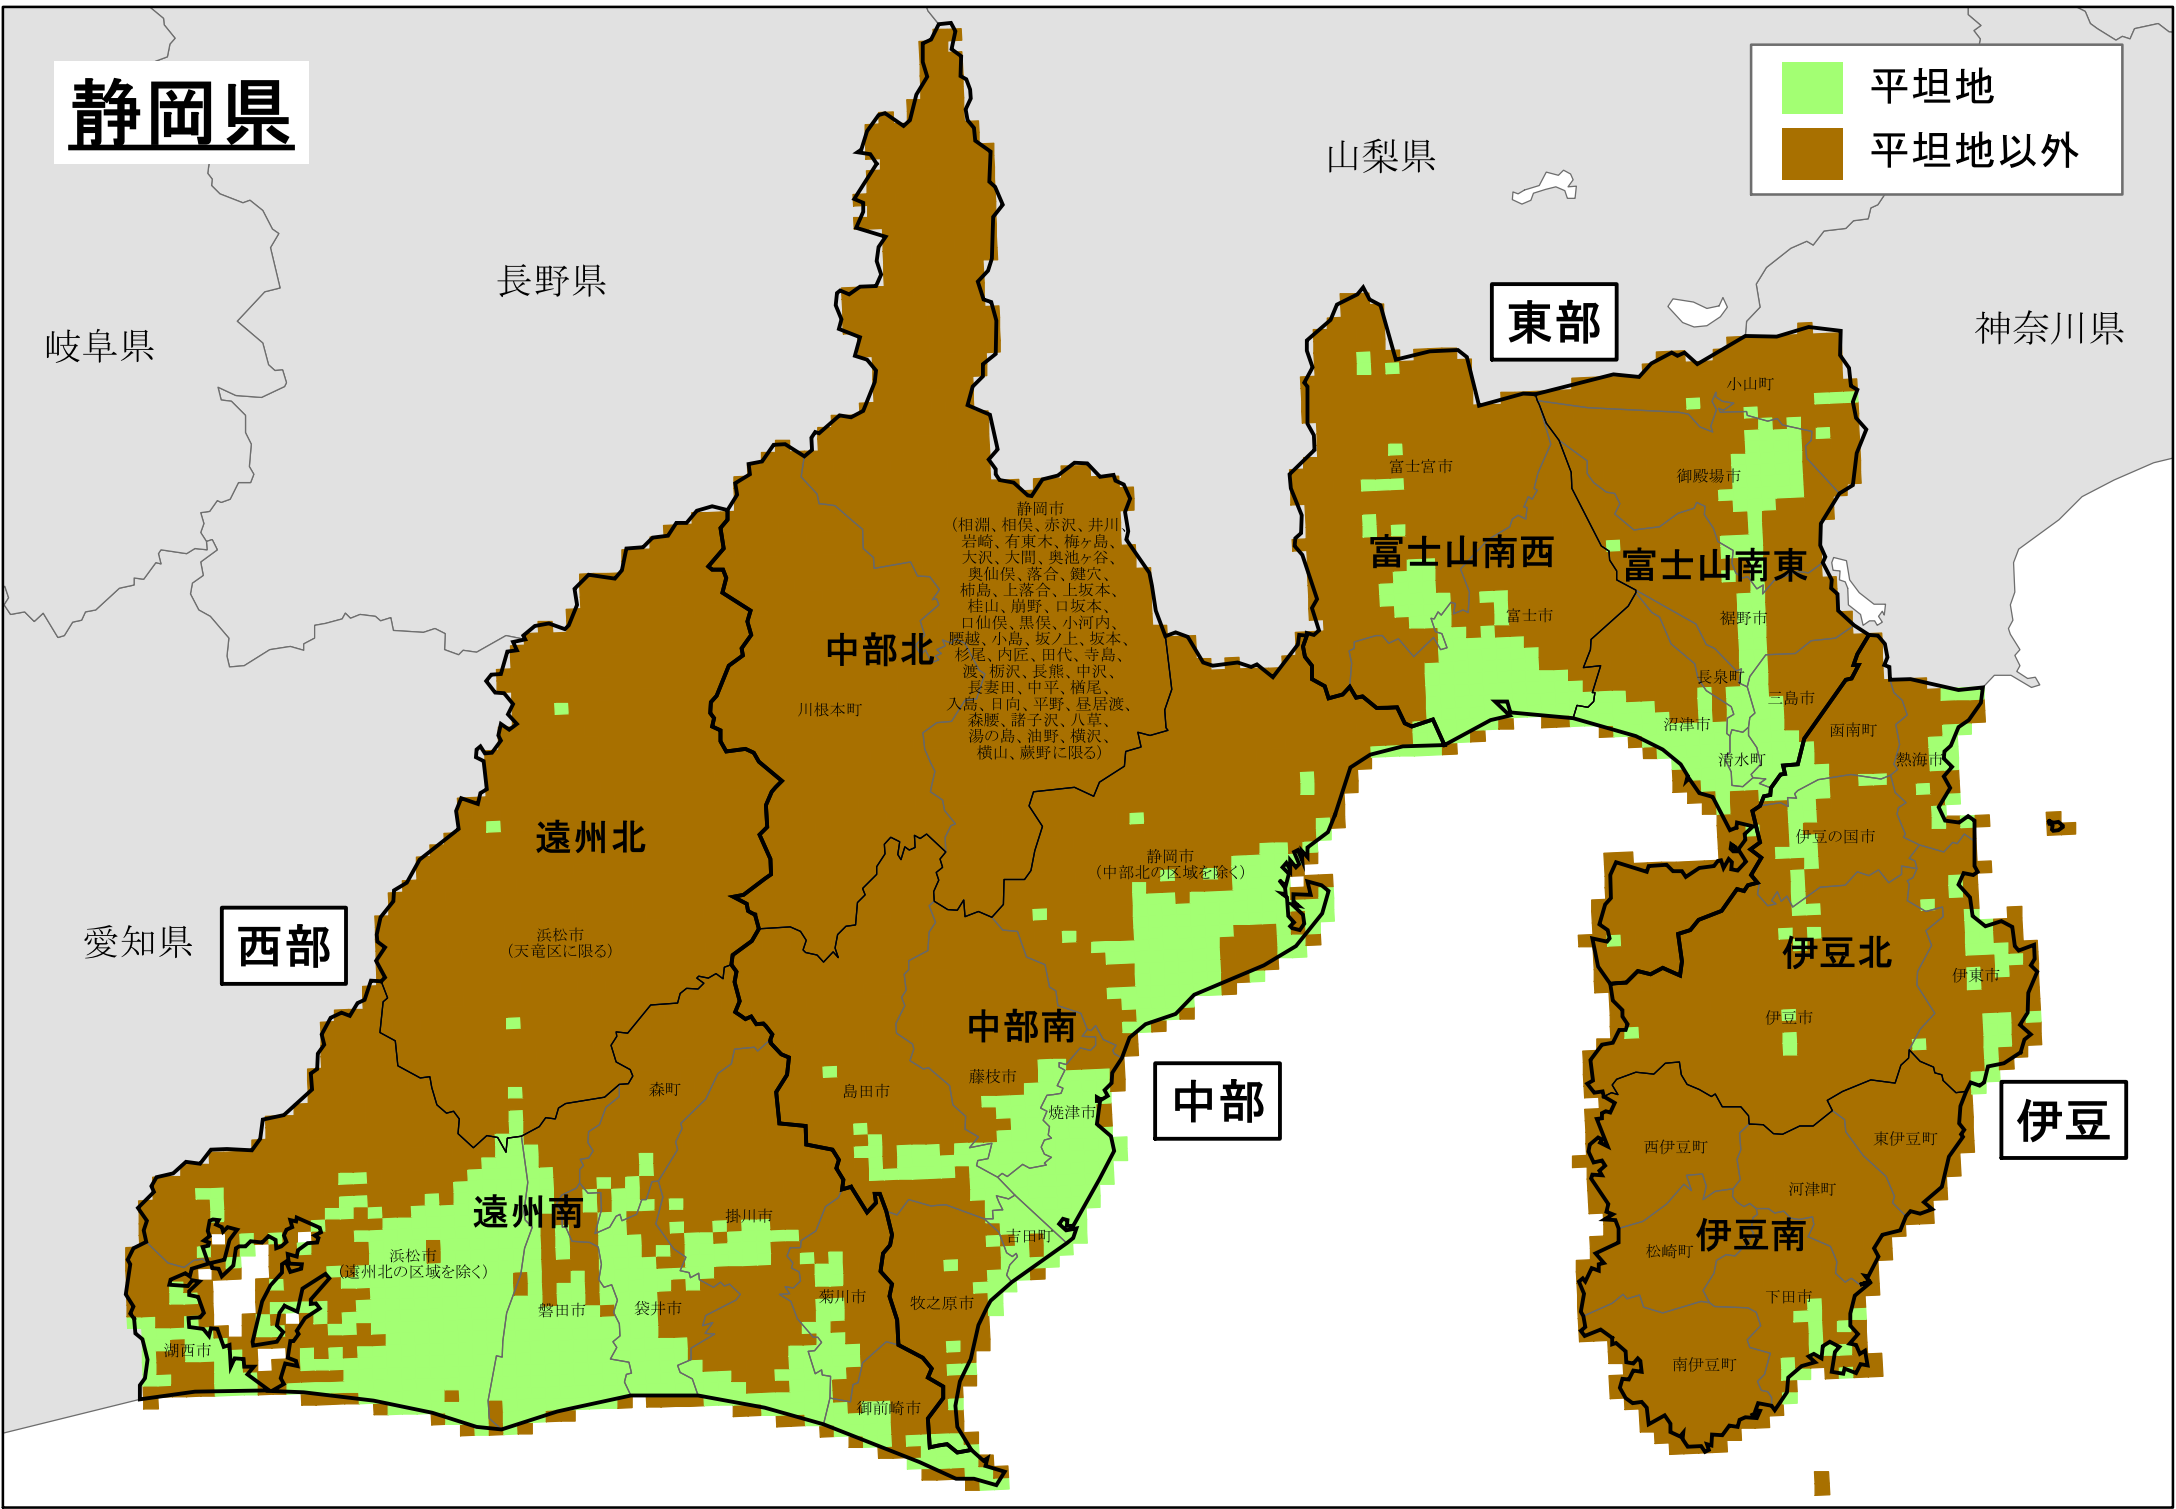 静岡県
平坦地
平坦地以外
山梨県
長野県
岐阜県
神奈川県
愛知県
東部
西部
中部
伊豆
小山町
富士宮市
御殿場市
富士山南西
富士山南東
富士市
裾野市
長泉町
三島市
沼津市
清水町
函南町
熱海市
伊豆の国市
伊豆北
伊東市
伊豆市
西伊豆町
東伊豆町
河津町
伊豆南
松崎町
下田市
南伊豆町
静岡市
（相淵、相俣、赤沢、井川、
岩崎、有東木、梅ヶ島、
大沢、大間、奥池ヶ谷、
奥仙俣、落合、鍵穴、
柿島、上落合、上坂本、
桂山、崩野、口坂本、
口仙俣、黒俣、小河内、
腰越、小島、坂ノ上、坂本、
杉尾、内匠、田代、寺島、
渡、栃沢、長熊、中沢、
長妻田、中平、楢尾、
入島、日向、平野、昼居渡、
森腰、諸子沢、八草、
湯の島、油野、横沢、
横山、蕨野に限る）
中部北
川根本町
静岡市
（中部北の区域を除く）
中部南
藤枝市
島田市
焼津市
吉田町
牧之原市
遠州北
浜松市
（天竜区に限る）
森町
遠州南
掛川市
浜松市
（遠州北の区域を除く）
磐田市
袋井市
菊川市
湖西市
御前崎市